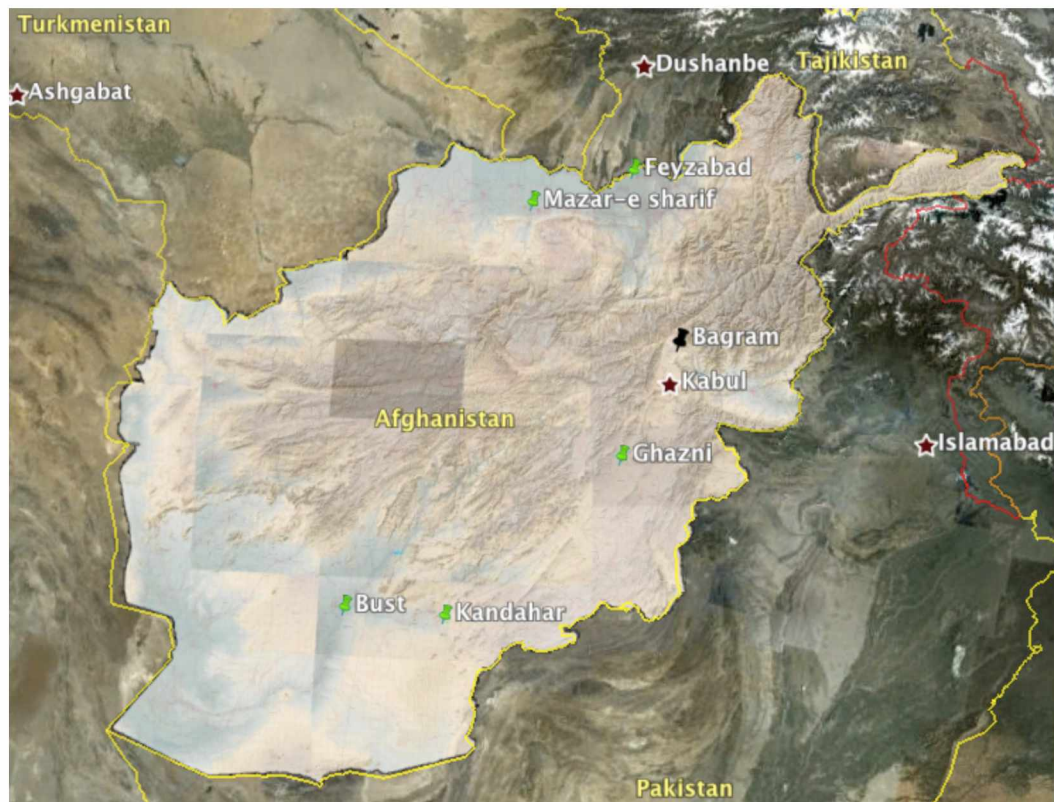 Turkmenistan
Ashgabat
Dushanbe
Tajikistan
Feyzabad
Mazar-e sharif
Bagram
Kabul
Afghanistan
Islamabad
Ghazni
Bust
Kandahar
Pakistan